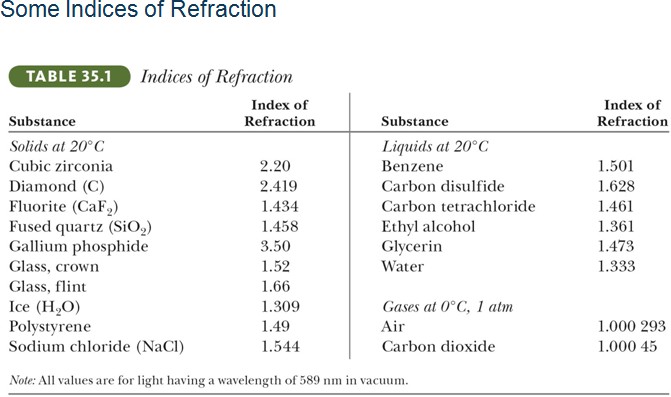 Some Indices of Refraction
TABLE 35.1 Indices of Refraction
Substance Index of Refraction
Solids at 20°C
Cubic zirconia 2.20
Diamond (C) 2.419
Fluorite (CaF₂) 1.434
Fused quartz (SiO₂) 1.458
Gallium phosphide 3.50
Glass, crown 1.52
Glass, flint 1.66
Ice (H₂O) 1.309
Polystyrene 1.49
Sodium chloride (NaCl) 1.544
Substance Index of Refraction
Liquids at 20°C
Benzene 1.501
Carbon disulfide 1.628
Carbon tetrachloride 1.461
Ethyl alcohol 1.361
Glycerin 1.473
Water 1.333
Gases at 0°C, 1 atm
Air 1.000 293
Carbon dioxide 1.000 45
Note: All values are for light having a wavelength of 589 nm in vacuum.